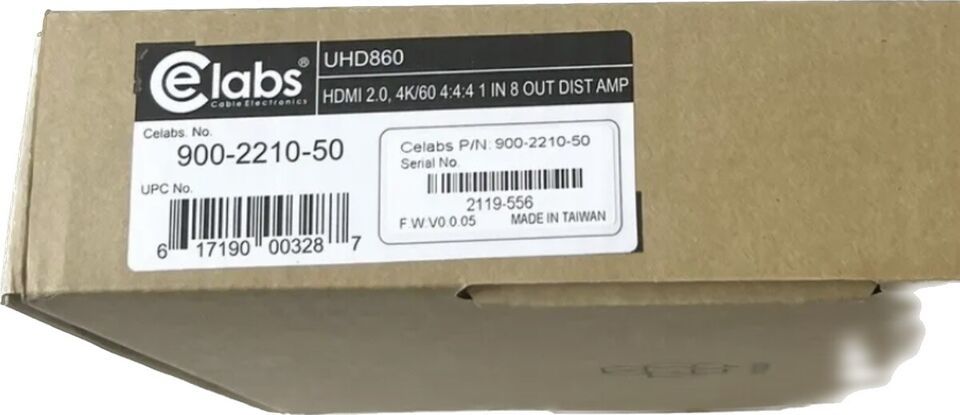 Celabs®
Cable Electronics
UHD860
HDMI 2.0, 4K/60 4:4:4 1 IN 8 OUT DIST AMP
Celabs. No.
900-2210-50
UPC No.
6 17190 00328 7
Celabs P/N: 900-2210-50
Serial No.
2119-556
F.W:V0.0.05 MADE IN TAIWAN